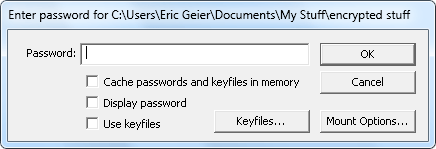 Enter password for C:\Users\Eric Geier\Documents\My Stuff\encrypted stuff
Password:
OK
Cache passwords and keyfiles in memory
Cancel
Display password
Use keyfiles
Keyfiles...
Mount Options...